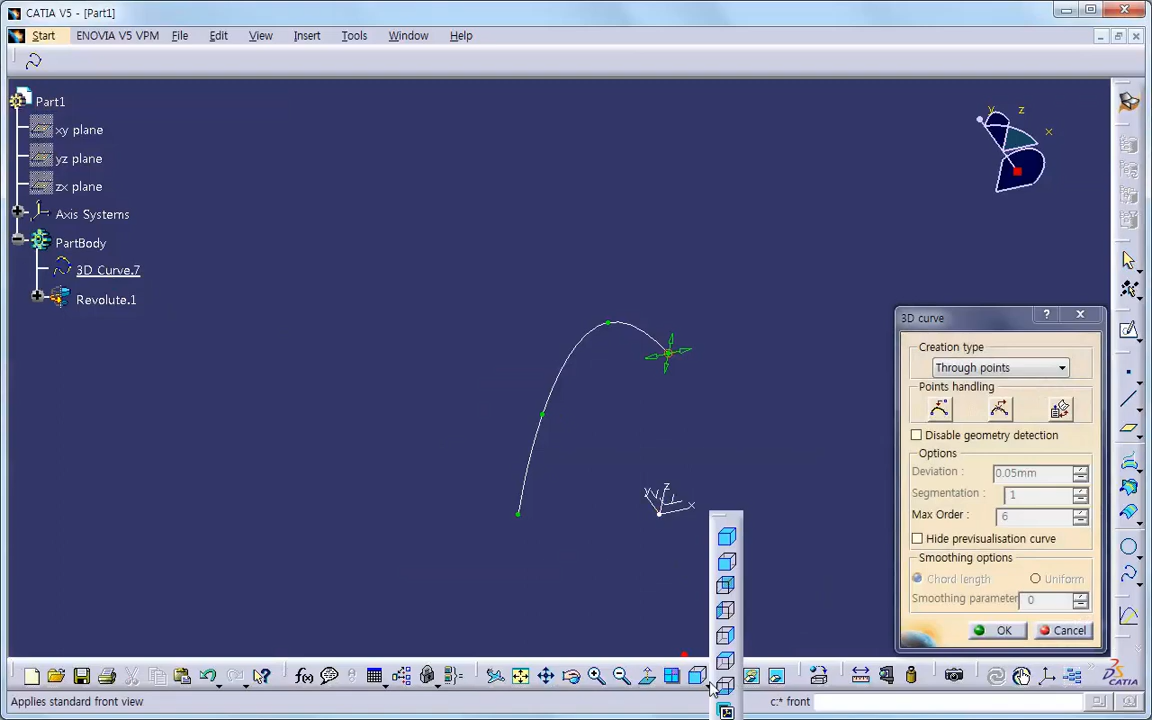 CATIA V5 - [Part1]
Start ENOVIA V5 VPM File Edit View Insert Tools Window Help
Part1
xy plane
yz plane
zx plane
Axis Systems
PartBody
3D Curve.7
Revolute.1
y z x
z
y
x
3D curve
Creation type
Through points
Points handling
Disable geometry detection
Options
Deviation : 0.05mm
Segmentation : 1
Max Order : 6
Hide previsualisation curve
Smoothing options
Chord length Uniform
Smoothing parameter 0
OK Cancel
f(x)
CATIA
Applies standard front view c:* front